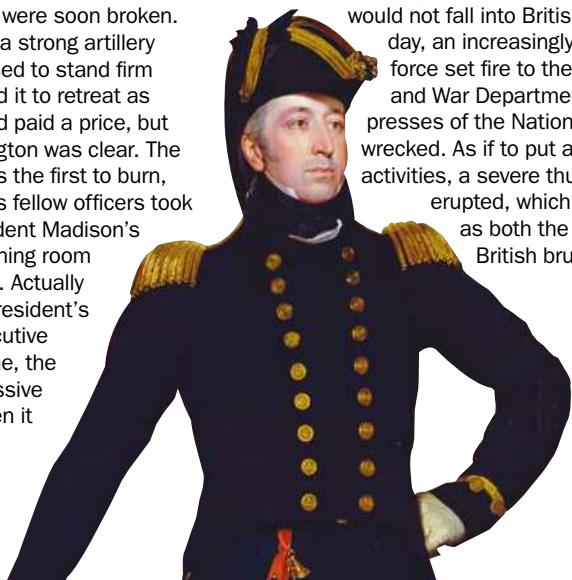 were soon broken.
a strong artillery
sed to stand firm
d it to retreat as
d paid a price, but
gton was clear. The
s the first to burn,
s fellow officers took
dent Madison’s
ning room
. Actually
resident’s
cutive
ne, the
ssive
en it
would not fall into Britis
day, an increasingly
force set fire to the
and War Departme
presses of the Nation
wrecked. As if to put a
activities, a severe thu
erupted, which
as both the
British bru